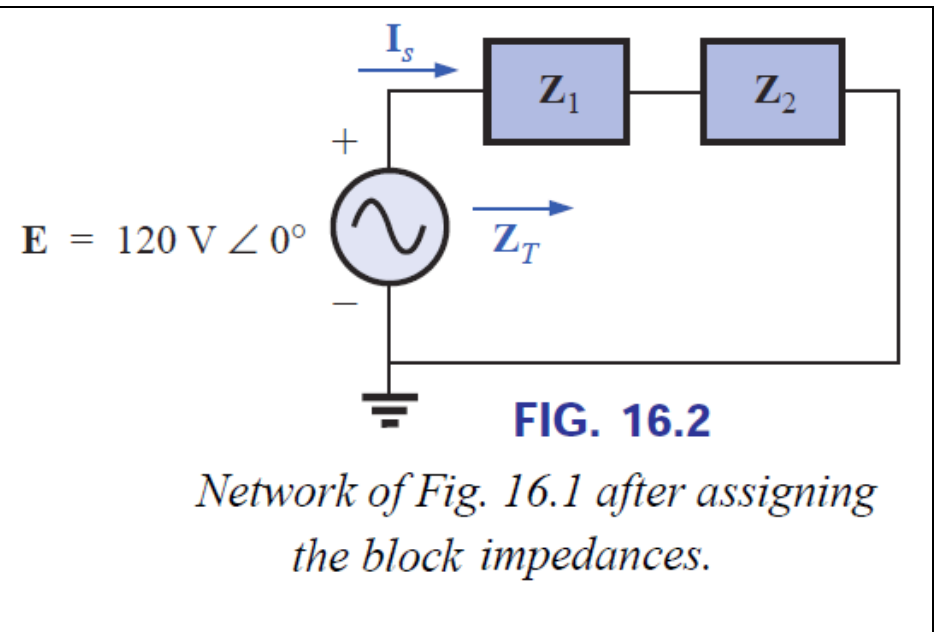 I_s
Z_1
Z_2
+
E = 120 V ∠ 0°
Z_T
−
FIG. 16.2
Network of Fig. 16.1 after assigning
the block impedances.